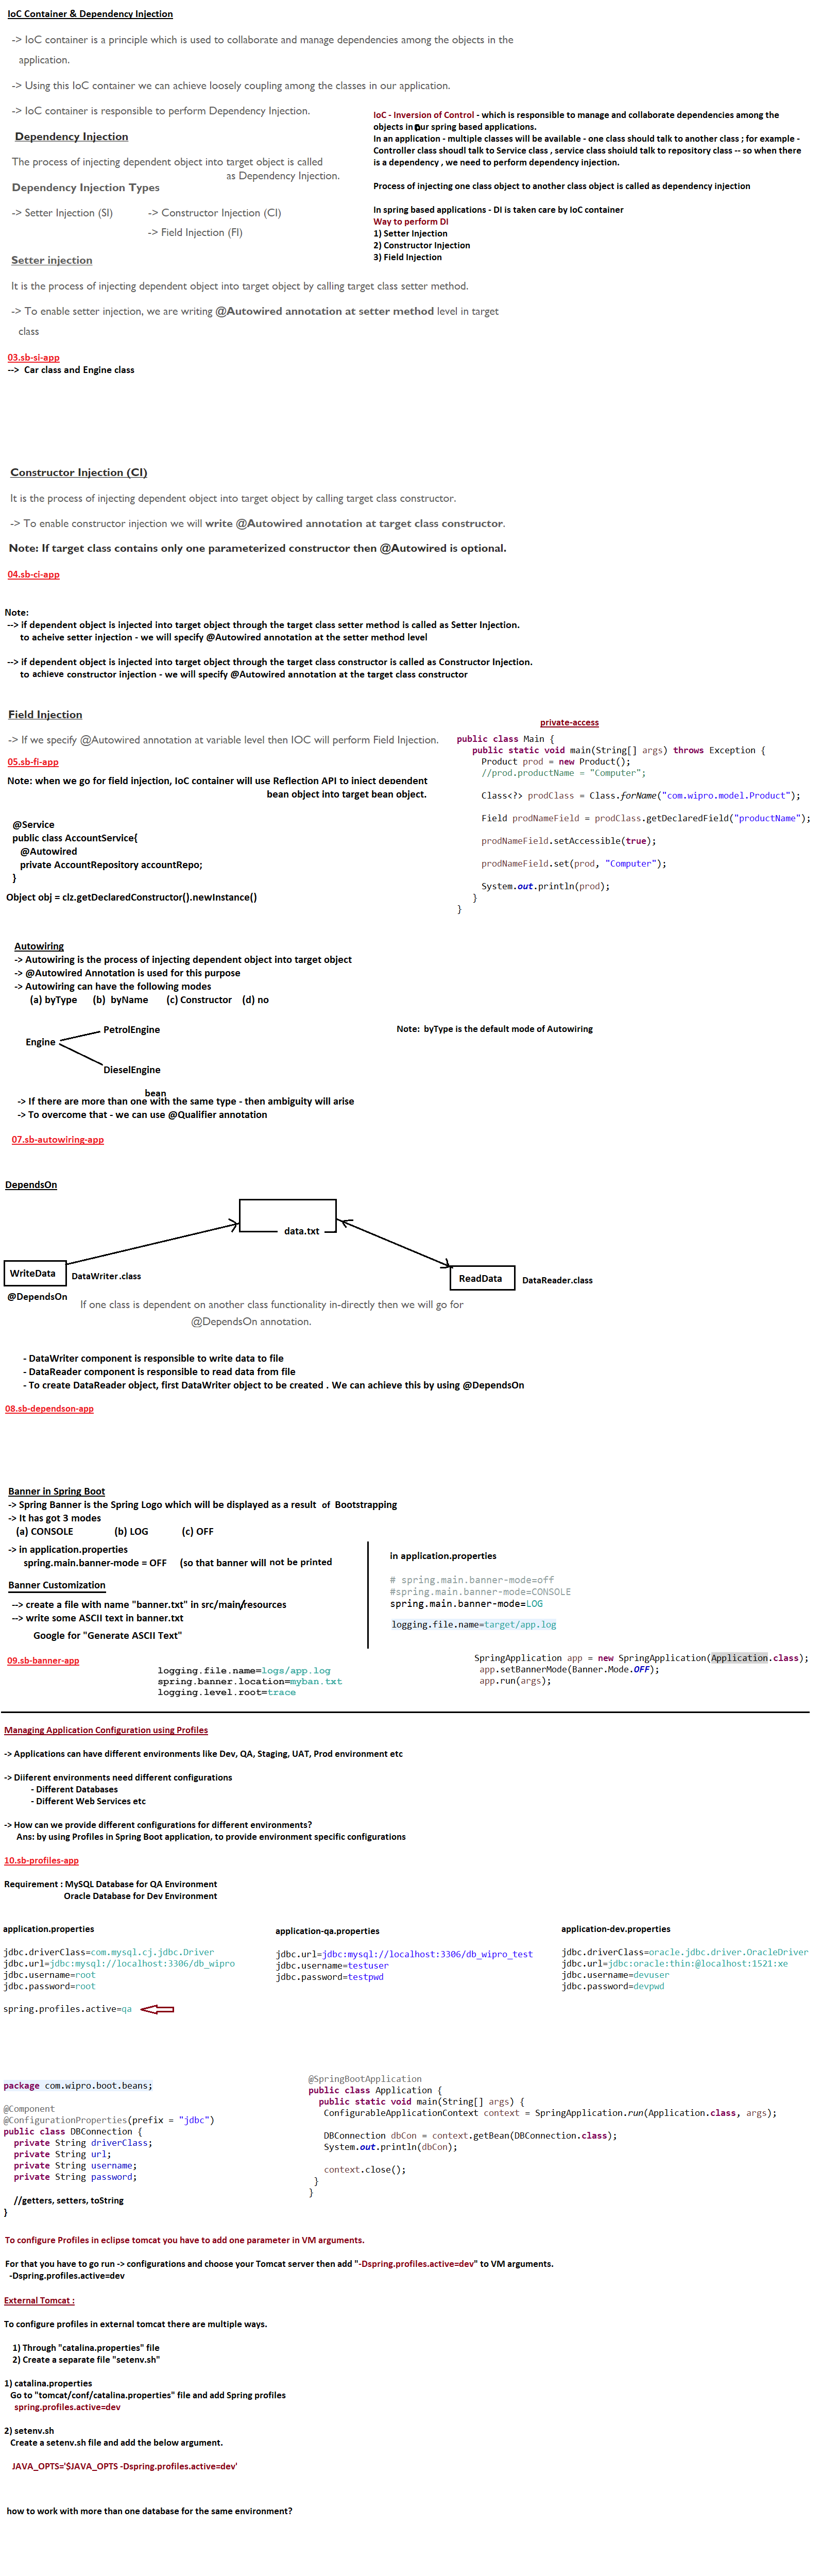 IoC Container & Dependency Injection
-> IoC container is a principle which is used to collaborate and manage dependencies among the objects in the
application.
-> Using this IoC container we can achieve loosely coupling among the classes in our application.
-> IoC container is responsible to perform Dependency Injection.
IoC - Inversion of Control - which is responsible to manage and collaborate dependencies among the
objects in our spring based applications.
In an application - multiple classes will be available - one class should talk to another class ; for example -
Controller class shoudl talk to Service class , service class shoiuld talk to repository class -- so when there
is a dependency , we need to perform dependency injection.
Process of injecting one class object to another class object is called as dependency injection
In spring based applications - DI is taken care by IoC container
Way to perform DI
1) Setter Injection
2) Constructor Injection
3) Field Injection
Dependency Injection
The process of injecting dependent object into target object is called
as Dependency Injection.
Dependency Injection Types
-> Setter Injection (SI)
-> Constructor Injection (CI)
-> Field Injection (FI)
Setter injection
It is the process of injecting dependent object into target object by calling target class setter method.
-> To enable setter injection, we are writing @Autowired annotation at setter method level in target
class
03.sb-si-app
--> Car class and Engine class
Constructor Injection (CI)
It is the process of injecting dependent object into target object by calling target class constructor.
-> To enable constructor injection we will write @Autowired annotation at target class constructor.
Note: If target class contains only one parameterized constructor then @Autowired is optional.
04.sb-ci-app
Note:
--> if dependent object is injected into target object through the target class setter method is called as Setter Injection.
to acheive setter injection - we will specify @Autowired annotation at the setter method level
--> if dependent object is injected into target object through the target class constructor is called as Constructor Injection.
to achieve constructor injection - we will specify @Autowired annotation at the target class constructor
Field Injection
-> If we specify @Autowired annotation at variable level then IOC will perform Field Injection.
05.sb-fi-app
Note: when we go for field injection, IoC container will use Reflection API to inject dependent
bean object into target bean object.
@Service
public class AccountService{
@Autowired
private AccountRepository accountRepo;
}
Object obj = clz.getDeclaredConstructor().newInstance()
private-access
public class Main {
public static void main(String[] args) throws Exception {
Product prod = new Product();
//prod.productName = "Computer";
Class<?> prodClass = Class.forName("com.wipro.model.Product");
Field prodNameField = prodClass.getDeclaredField("productName");
prodNameField.setAccessible(true);
prodNameField.set(prod, "Computer");
System.out.println(prod);
}
}
Autowiring
-> Autowiring is the process of injecting dependent object into target object
-> @Autowired Annotation is used for this purpose
-> Autowiring can have the following modes
(a) byType (b) byName (c) Constructor (d) no
PetrolEngine
Engine
DieselEngine
Note: byType is the default mode of Autowiring
bean
-> If there are more than one with the same type - then ambiguity will arise
-> To overcome that - we can use @Qualifier annotation
07.sb-autowiring-app
DependsOn
data.txt
WriteData
DataWriter.class
ReadData
DataReader.class
@DependsOn
If one class is dependent on another class functionality in-directly then we will go for
@DependsOn annotation.
- DataWriter component is responsible to write data to file
- DataReader component is responsible to read data from file
- To create DataReader object, first DataWriter object to be created . We can achieve this by using @DependsOn
08.sb-dependson-app
Banner in Spring Boot
-> Spring Banner is the Spring Logo which will be displayed as a result of Bootstrapping
-> It has got 3 modes
(a) CONSOLE (b) LOG (c) OFF
-> in application.properties
spring.main.banner-mode = OFF (so that banner will not be printed
Banner Customization
--> create a file with name "banner.txt" in src/main/resources
--> write some ASCII text in banner.txt
Google for "Generate ASCII Text"
in application.properties
# spring.main.banner-mode=off
#spring.main.banner-mode=CONSOLE
spring.main.banner-mode=LOG
logging.file.name=target/app.log
09.sb-banner-app
logging.file.name=logs/app.log
spring.banner.location=myban.txt
logging.level.root=trace
SpringApplication app = new SpringApplication(Application.class);
app.setBannerMode(Banner.Mode.OFF);
app.run(args);
Managing Application Configuration using Profiles
-> Applications can have different environments like Dev, QA, Staging, UAT, Prod environment etc
-> Diiferent environments need different configurations
- Different Databases
- Different Web Services etc
-> How can we provide different configurations for different environments?
Ans: by using Profiles in Spring Boot application, to provide environment specific configurations
10.sb-profiles-app
Requirement : MySQL Database for QA Environment
Oracle Database for Dev Environment
application.properties
jdbc.driverClass=com.mysql.cj.jdbc.Driver
jdbc.url=jdbc:mysql://localhost:3306/db_wipro
jdbc.username=root
jdbc.password=root
spring.profiles.active=qa
application-qa.properties
jdbc.url=jdbc:mysql://localhost:3306/db_wipro_test
jdbc.username=testuser
jdbc.password=testpwd
application-dev.properties
jdbc.driverClass=oracle.jdbc.driver.OracleDriver
jdbc.url=jdbc:oracle:thin:@localhost:1521:xe
jdbc.username=devuser
jdbc.password=devpwd
package com.wipro.boot.beans;
@Component
@ConfigurationProperties(prefix = "jdbc")
public class DBConnection {
private String driverClass;
private String url;
private String username;
private String password;
//getters, setters, toString
}
@SpringBootApplication
public class Application {
public static void main(String[] args) {
ConfigurableApplicationContext context = SpringApplication.run(Application.class, args);
DBConnection dbCon = context.getBean(DBConnection.class);
System.out.println(dbCon);
context.close();
}
}
To configure Profiles in eclipse tomcat you have to add one parameter in VM arguments.
For that you have to go run -> configurations and choose your Tomcat server then add "-Dspring.profiles.active=dev" to VM arguments.
-Dspring.profiles.active=dev
External Tomcat :
To configure profiles in external tomcat there are multiple ways.
1) Through "catalina.properties" file
2) Create a separate file "setenv.sh"
1) catalina.properties
Go to "tomcat/conf/catalina.properties" file and add Spring profiles
spring.profiles.active=dev
2) setenv.sh
Create a setenv.sh file and add the below argument.
JAVA_OPTS='$JAVA_OPTS -Dspring.profiles.active=dev'
how to work with more than one database for the same environment?